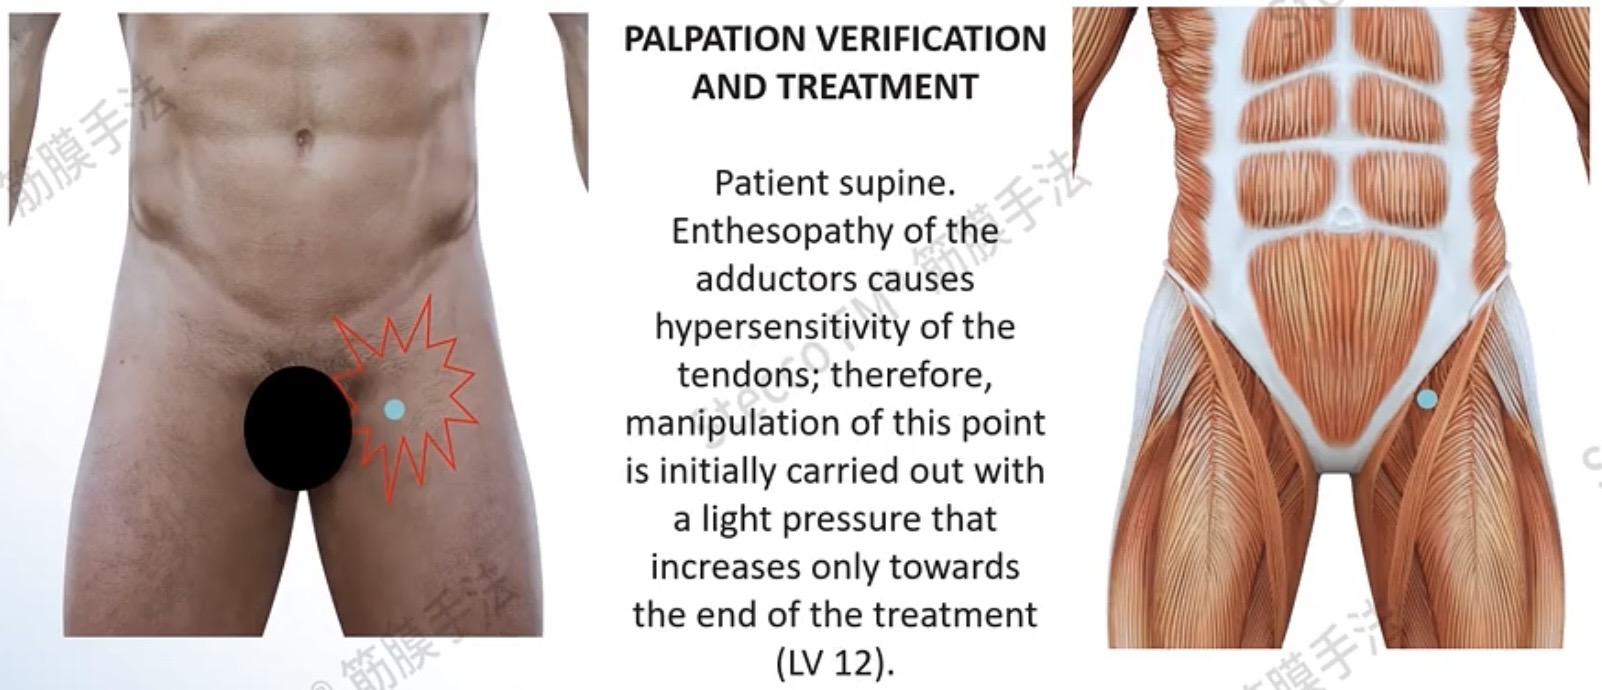 PALPATION VERIFICATION
AND TREATMENT
Patient supine.
Enthesopathy of the
adductors causes
hypersensitivity of the
tendons; therefore,
manipulation of this point
is initially carried out with
a light pressure that
increases only towards
the end of the treatment
(LV 12).
筋膜手法
Stecco TM 筋膜手法
® 筋膜手法
筋膜手法